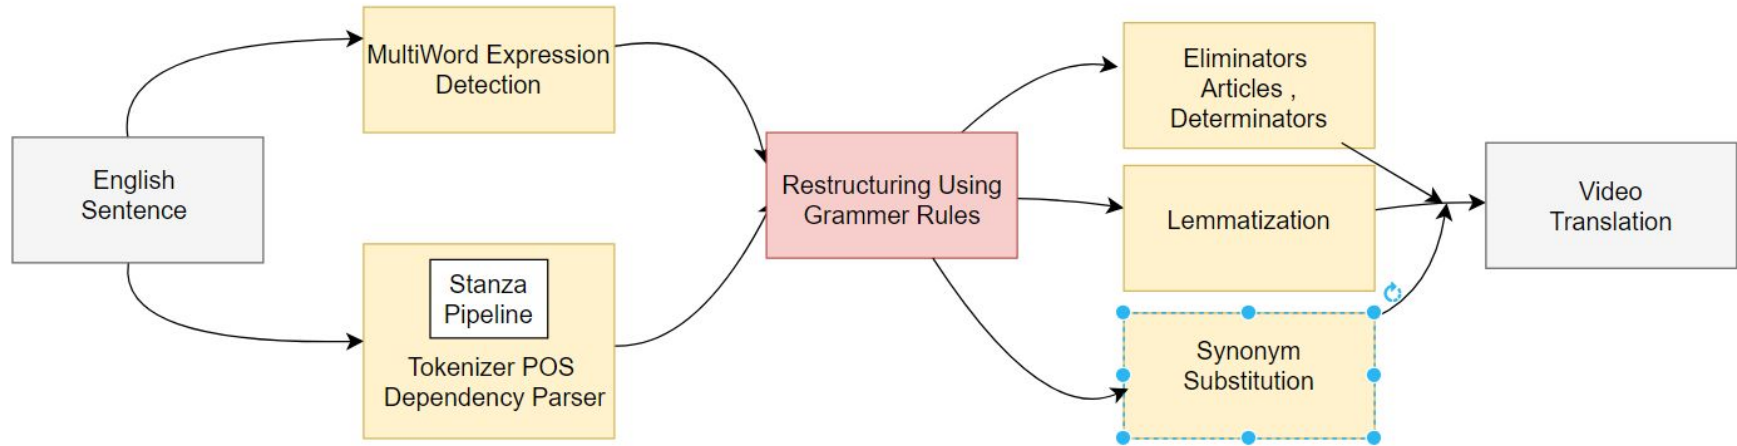 English
Sentence
MultiWord Expression
Detection
Stanza
Pipeline
Tokenizer POS
Dependency Parser
Restructuring Using
Grammer Rules
Eliminators
Articles ,
Determinators
Lemmatization
Synonym
Substitution
Video
Translation